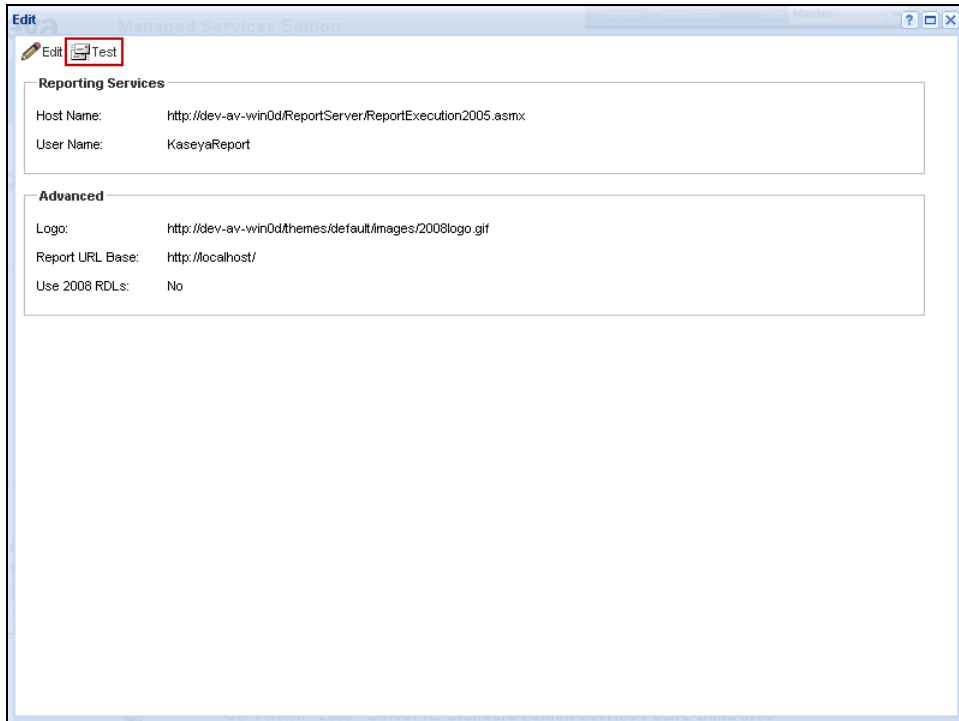 Edit
Managed Services Edition
Master
Edit Test
Reporting Services
Host Name: http://dev-av-win0d/ReportServer/ReportExecution2005.asmx
User Name: KaseyaReport
Advanced
Logo: http://dev-av-win0d/themes/default/images/2008logo.gif
Report URL Base: http://localhost/
Use 2008 RDLs: No